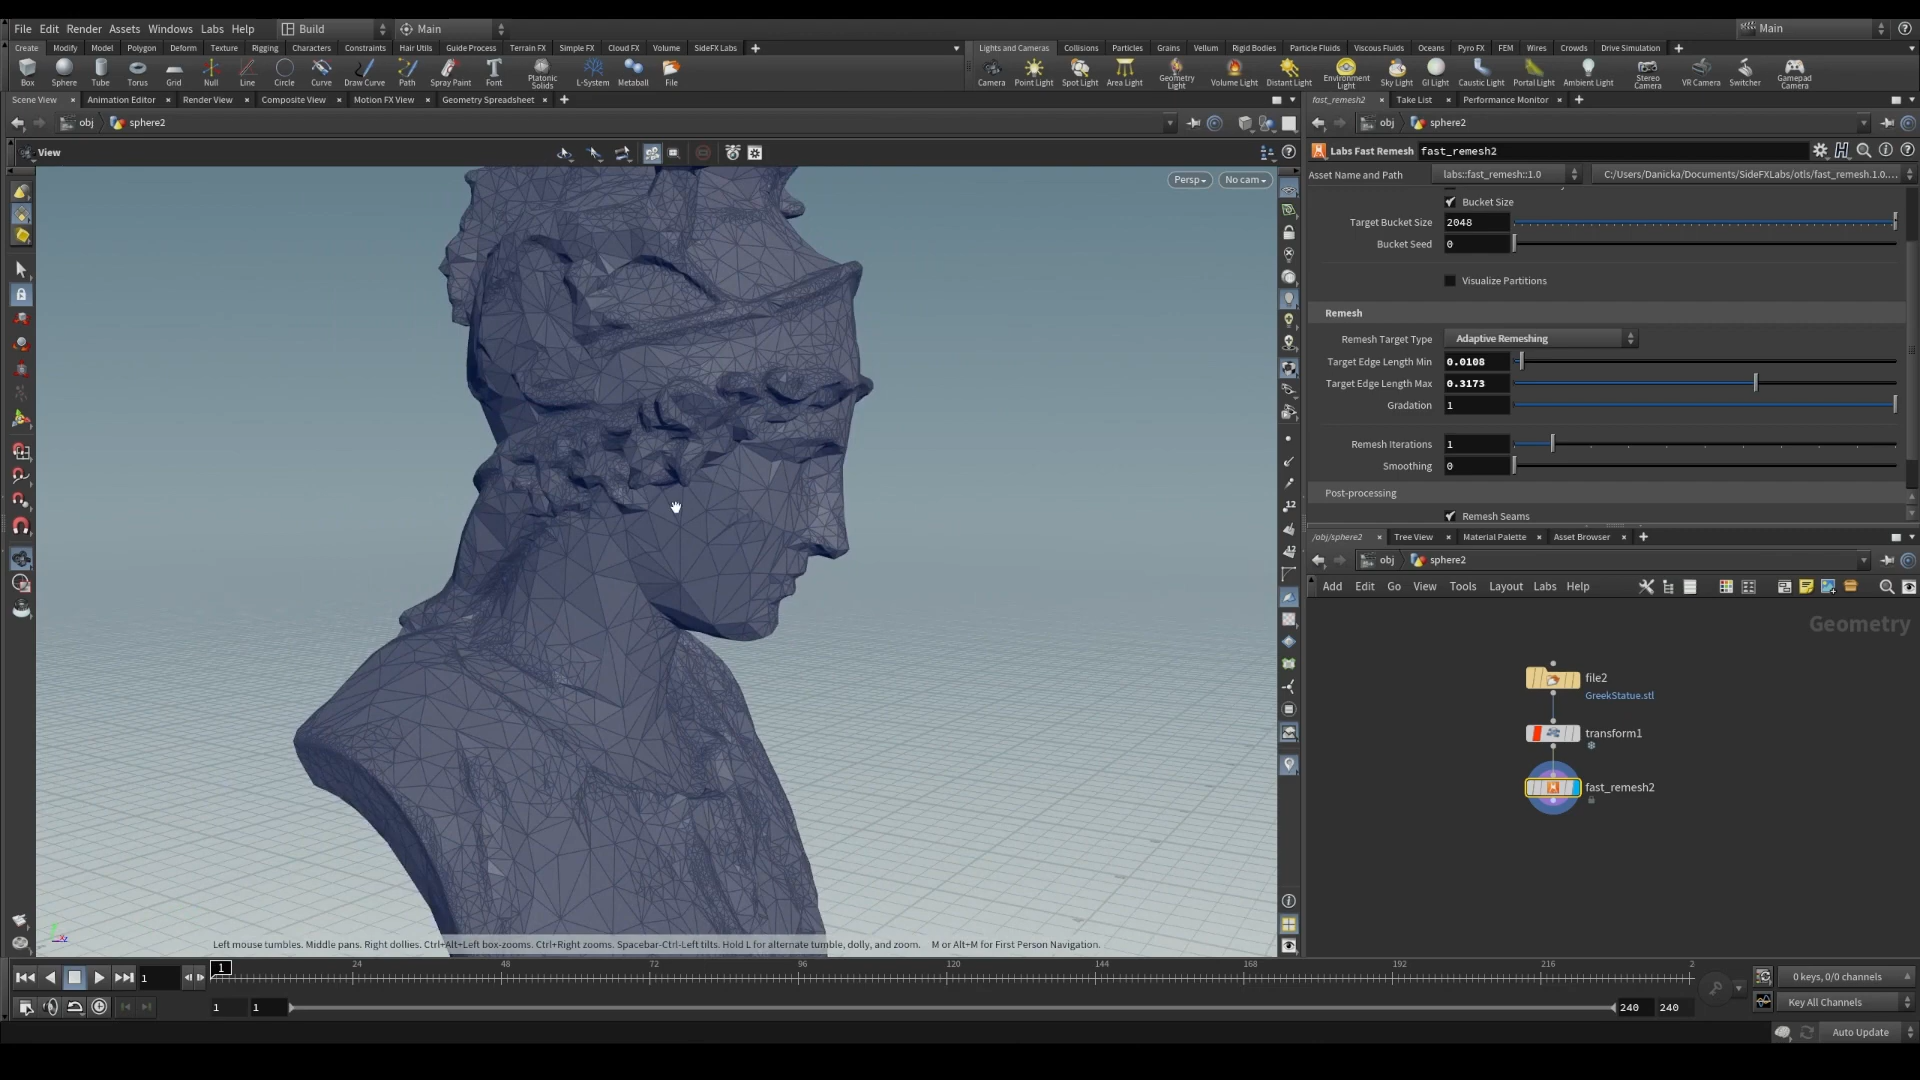 File Edit Render Assets Windows Labs Help Build Main Main
Create Modify Model Polygon Deform Texture Rigging Characters Constraints Hair Utils Guide Process Terrain FX Simple FX Cloud FX Volume SideFX Labs
Lights and Cameras Collisions Particles Grains Vellum Rigid Bodies Particle Fluids Viscous Fluids Oceans Pyro FX FEM Wires Crowds Drive Simulation
Box Sphere Tube Torus Grid Null Line Circle Curve Draw Curve Path Spray Paint Font Platonic Solids L-System Metaball File
Camera Point Light Spot Light Area Light Geometry Light Volume Light Distant Light Environment Light Sky Light GI Light Caustic Light Portal Light Ambient Light Stereo Camera VR Camera Switcher Gamepad Camera
Scene View Animation Editor Render View Composite View Motion FX View Geometry Spreadsheet
fast_remesh2 Take List Performance Monitor
obj sphere2
obj sphere2
View
Labs Fast Remesh fast_remesh2
Asset Name and Path labs::fast_remesh::1.0 C:/Users/Danicka/Documents/SideFXLabs/otls/fast_remesh.1.0....
Persp No cam
Bucket Size
Target Bucket Size 2048
Bucket Seed 0
Visualize Partitions
Remesh
Remesh Target Type Adaptive Remeshing
Target Edge Length Min 0.0108
Target Edge Length Max 0.3173
Gradation 1
Remesh Iterations 1
Smoothing 0
Post-processing
Remesh Seams
/obj/sphere2 Tree View Material Palette Asset Browser
obj sphere2
Add Edit Go View Tools Layout Labs Help
Geometry
file2
GreekStatue.stl
transform1
fast_remesh2
Left mouse tumbles. Middle pans. Right dollies. Ctrl+Alt+Left box-zooms. Ctrl+Right zooms. Spacebar-Ctrl-Left tilts. Hold L for alternate tumble, dolly, and zoom. M or Alt+M for First Person Navigation.
1 1 24 48 72 96 120 144 168 192 216 2
0 keys, 0/0 channels
1 1 240 240
Key All Channels
Auto Update